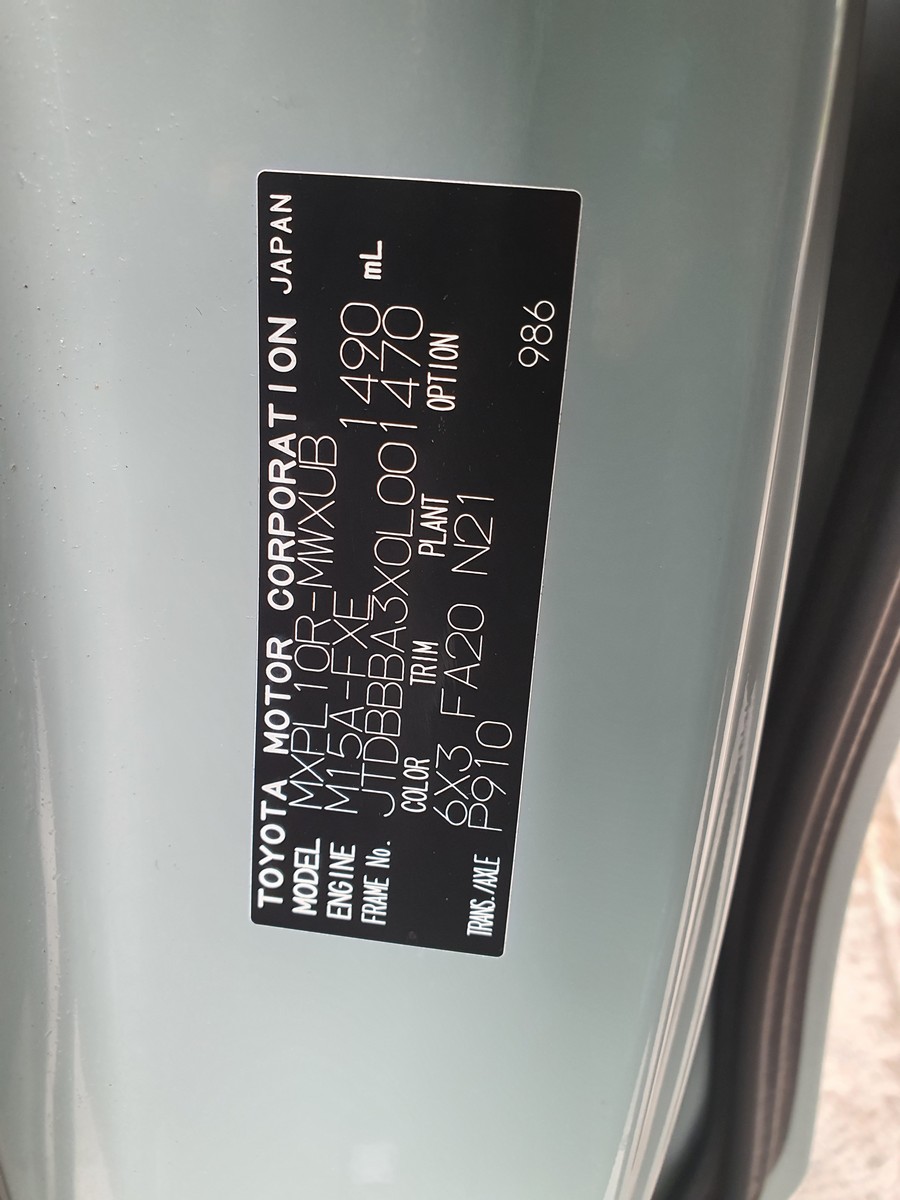 TOYOTA MOTOR CORPORATION JAPAN
MODEL MXPL10R-MWXUB
ENGINE M15A-FXE 1490 mL
FRAME No. JTDBBBA3X0L001470
COLOR TRIM PLANT OPTION
6X3 FA20 N21
TRANS./AXLE P910
986